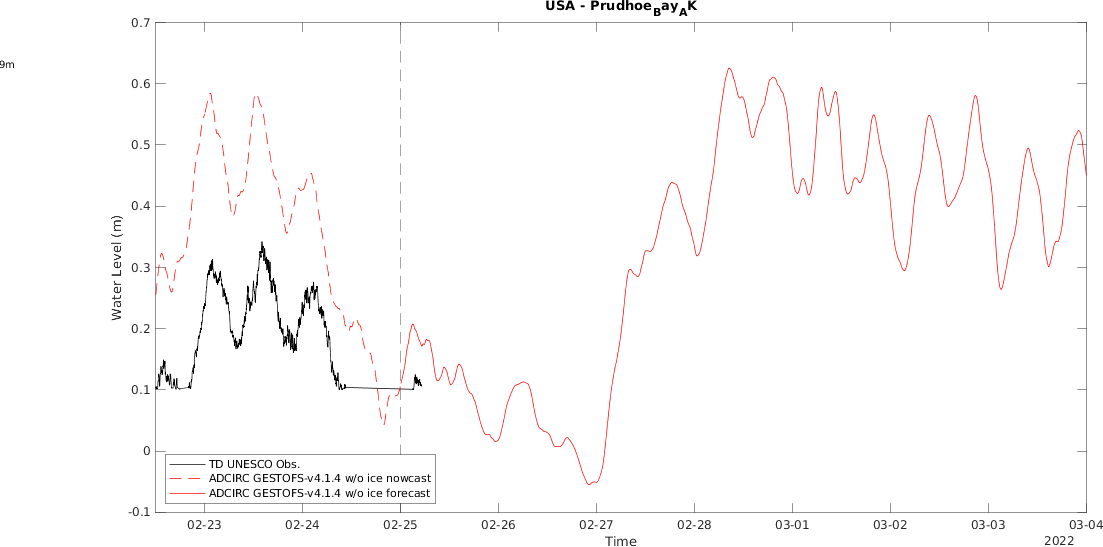 USA - Prudhoe_Bay_AK
9m
0.7
0.6
0.5
0.4
0.3
0.2
0.1
0
-0.1
Water Level (m)
TD UNESCO Obs.
ADCIRC GESTOFS-v4.1.4 w/o ice nowcast
ADCIRC GESTOFS-v4.1.4 w/o ice forecast
02-23 02-24 02-25 02-26 02-27 02-28 03-01 03-02 03-03 03-04
Time
2022